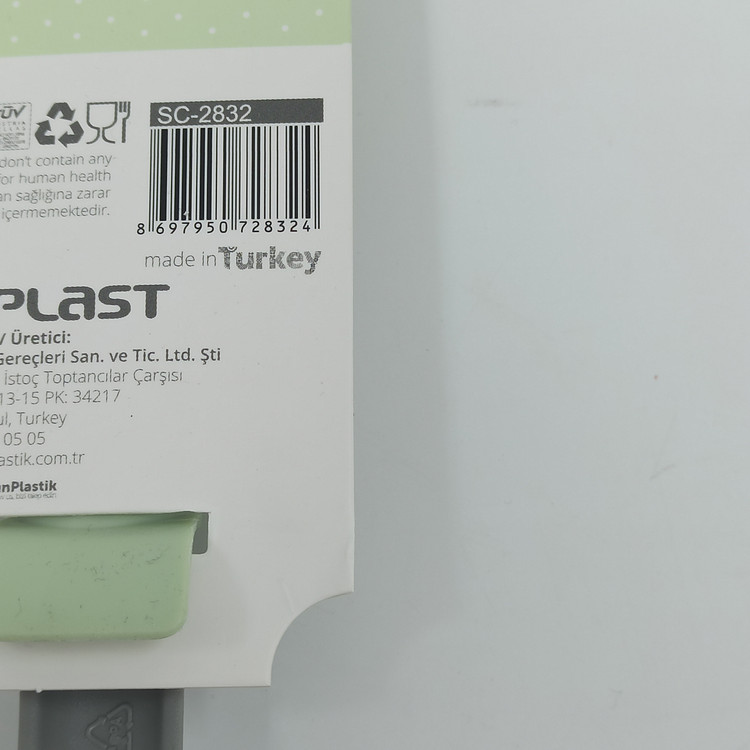 TÜV
SC-2832
don't contain any
for human health
sağlığına zarar
içermemektedir.
8 697950 728324
made in Turkey
PLAST
/ Üretici:
Gereçleri San. ve Tic. Ltd. Şti
İstoç Toptancılar Çarşısı
13-15 PK: 34217
ul, Turkey
05 05
astik.com.tr
nPlastik